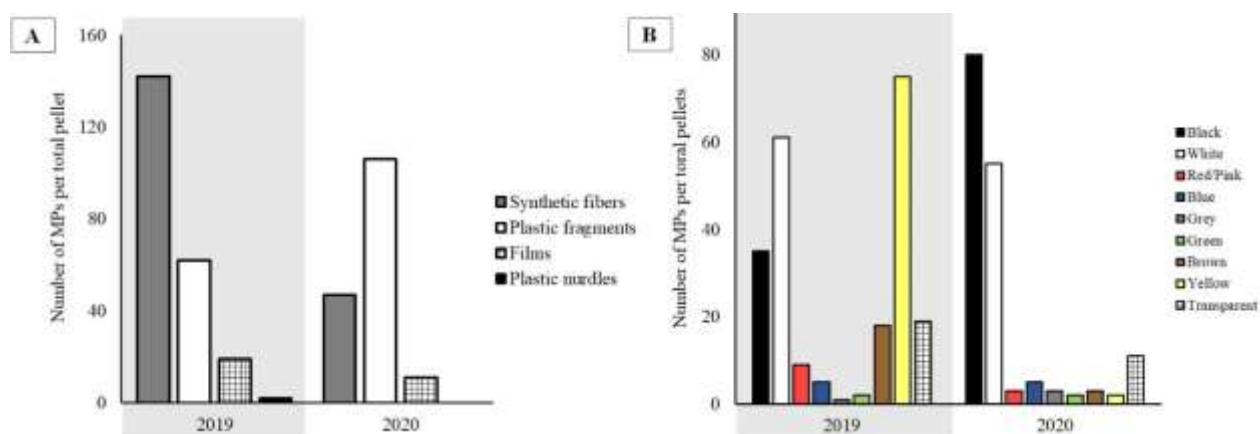 A
Number of MPs per total pellet
160
120
80
40
0
2019
2020
Synthetic fibers
Plastic fragments
Films
Plastic nurdles
B
Number of MPs per toral pellets
80
60
40
20
0
2019
2020
Black
White
Red/Pink
Blue
Grey
Green
Brown
Yellow
Transparent